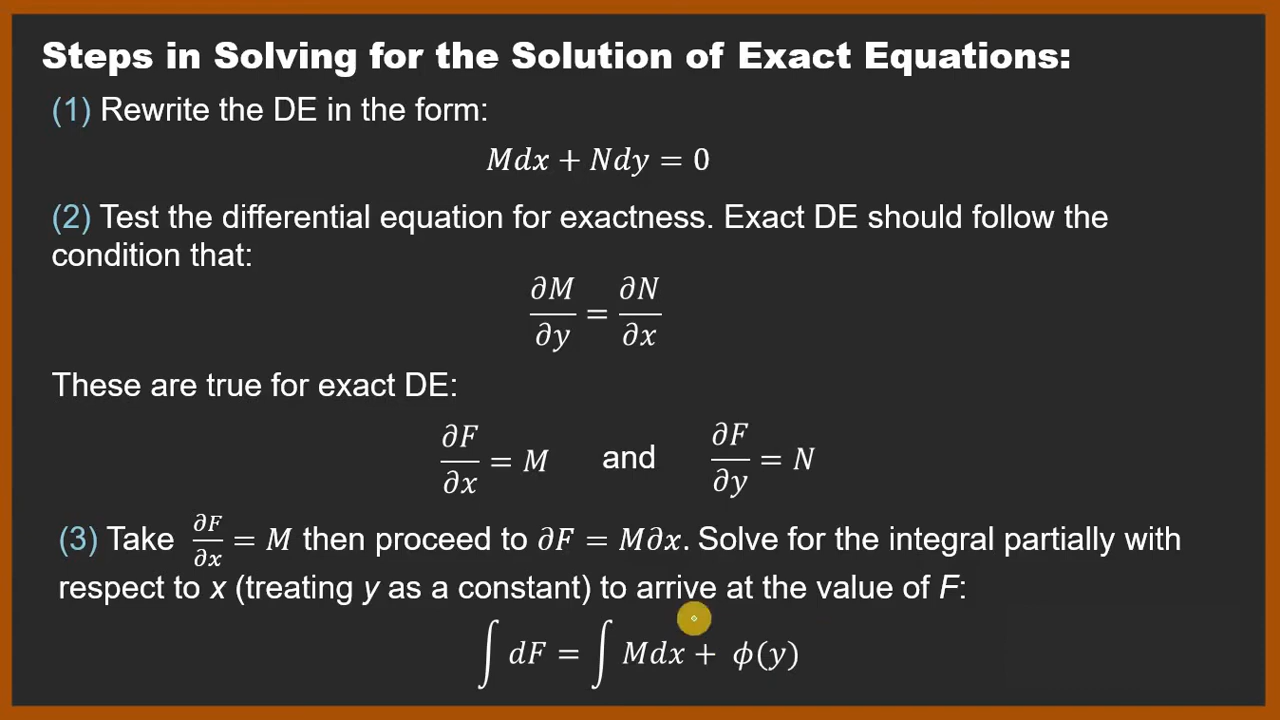 Steps in Solving for the Solution of Exact Equations:
(1) Rewrite the DE in the form:
Mdx + Ndy = 0
(2) Test the differential equation for exactness. Exact DE should follow the
condition that:
∂M/∂y = ∂N/∂x
These are true for exact DE:
∂F/∂x = M and ∂F/∂y = N
(3) Take ∂F/∂x = M then proceed to ∂F = M∂x. Solve for the integral partially with
respect to x (treating y as a constant) to arrive at the value of F:
∫ dF = ∫ Mdx + ϕ(y)